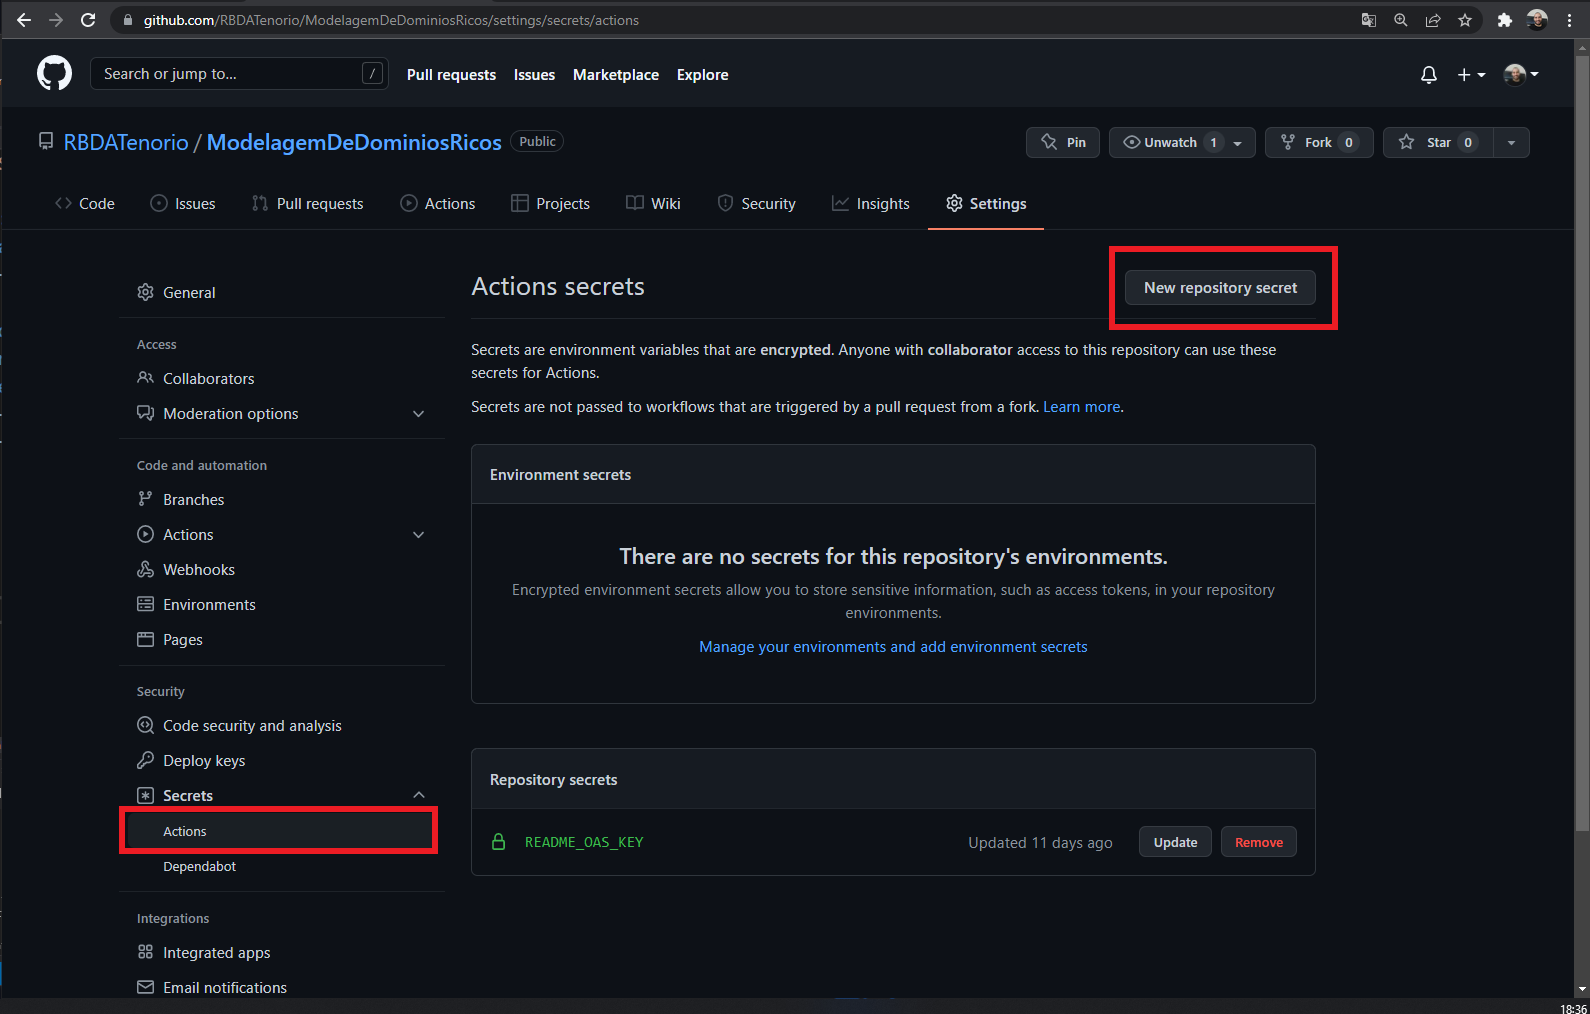 github.com/RBDATenorio/ModelagemDeDominiosRicos/settings/secrets/actions
Search or jump to... / Pull requests Issues Marketplace Explore
RBDATenorio / ModelagemDeDominiosRicos Public Pin Unwatch 1 Fork 0 Star 0
Code Issues Pull requests Actions Projects Wiki Security Insights Settings
General
Access
Collaborators
Moderation options
Code and automation
Branches
Actions
Webhooks
Environments
Pages
Security
Code security and analysis
Deploy keys
Secrets
Actions
Dependabot
Integrations
Integrated apps
Email notifications
Actions secrets New repository secret
Secrets are environment variables that are encrypted. Anyone with collaborator access to this repository can use these
secrets for Actions.
Secrets are not passed to workflows that are triggered by a pull request from a fork. Learn more.
Environment secrets
There are no secrets for this repository's environments.
Encrypted environment secrets allow you to store sensitive information, such as access tokens, in your repository
environments.
Manage your environments and add environment secrets
Repository secrets
README_OAS_KEY Updated 11 days ago Update Remove
18:36